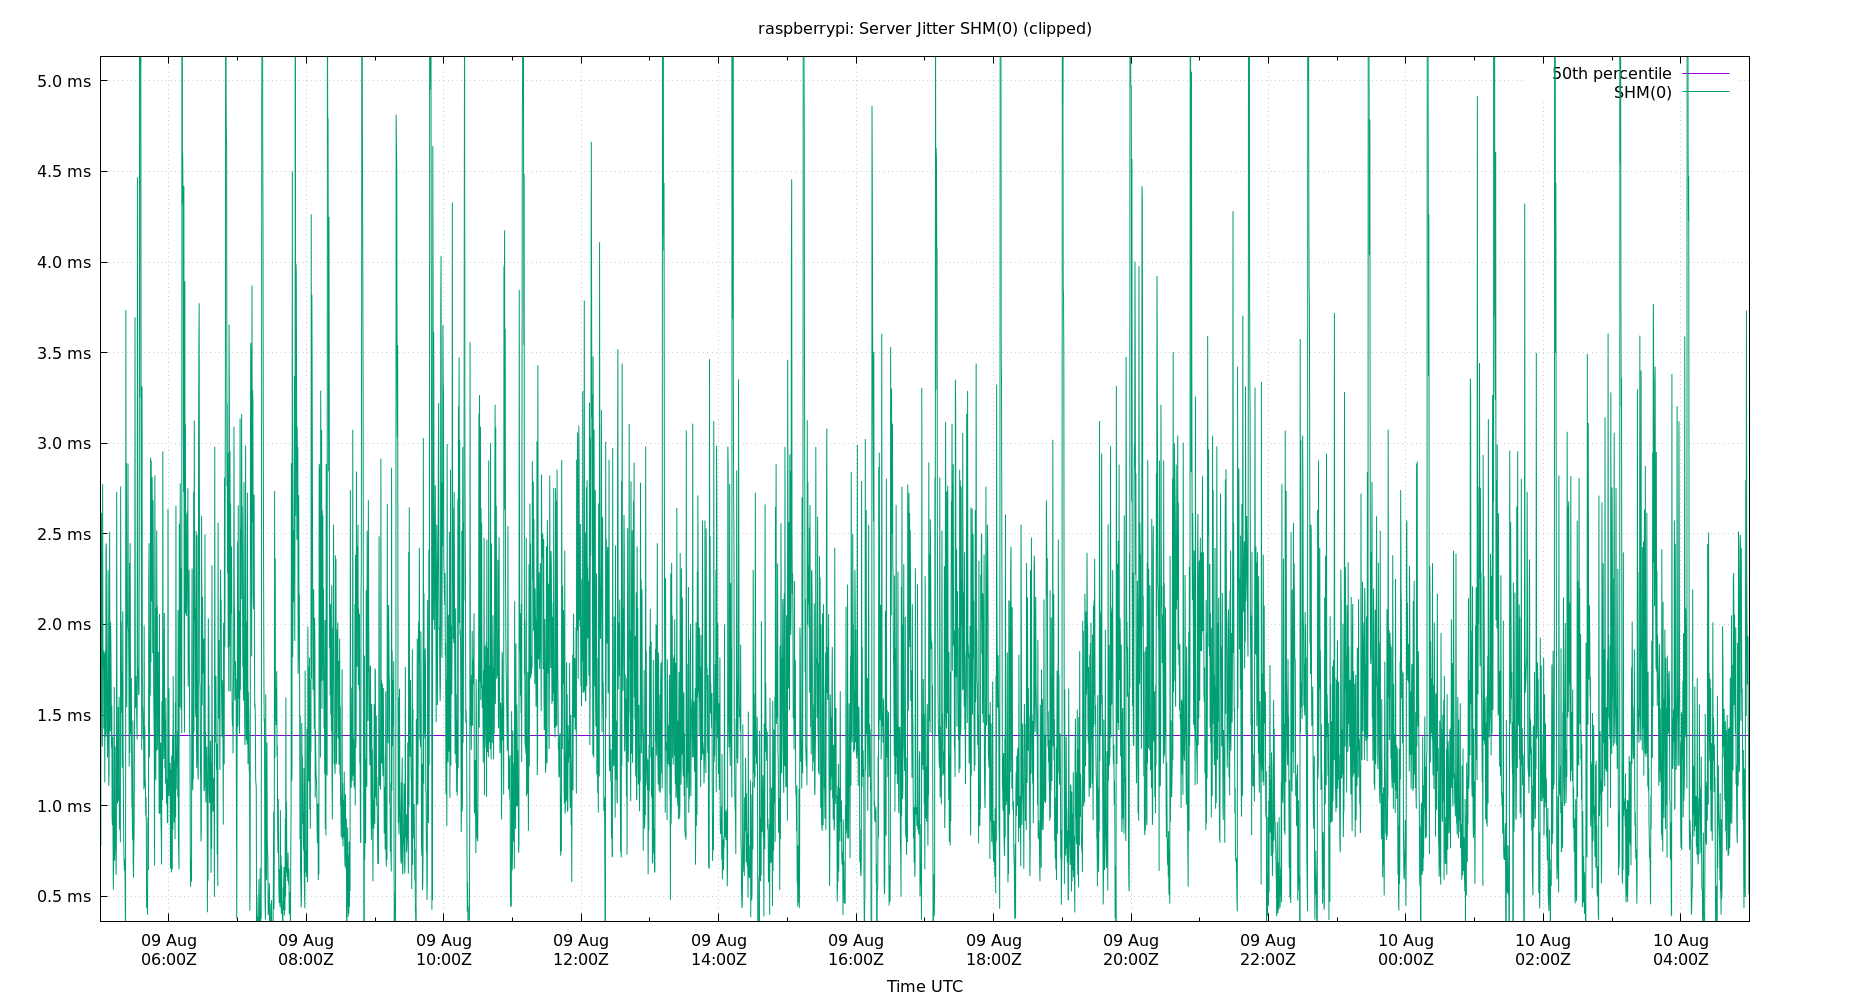 raspberrypi: Server Jitter SHM(0) (clipped)
50th percentile
SHM(0)
5.0 ms
4.5 ms
4.0 ms
3.5 ms
3.0 ms
2.5 ms
2.0 ms
1.5 ms
1.0 ms
0.5 ms
09 Aug 09 Aug 09 Aug 09 Aug 09 Aug 09 Aug 09 Aug 09 Aug 09 Aug 10 Aug 10 Aug 10 Aug
06:00Z 08:00Z 10:00Z 12:00Z 14:00Z 16:00Z 18:00Z 20:00Z 22:00Z 00:00Z 02:00Z 04:00Z
Time UTC